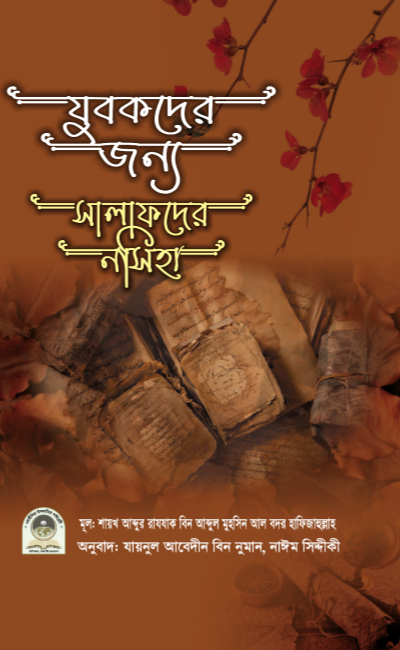 যুবকদের
জন্য
সালাফদের
নসিহা
মূল: শায়খ আব্দুর রাযযাক বিন আব্দুল মুহসিন আল বদর হাফিজাহুল্লাহ
অনুবাদ: যায়নুল আবেদীন বিন নুমান, নাঈম সিদ্দীকী